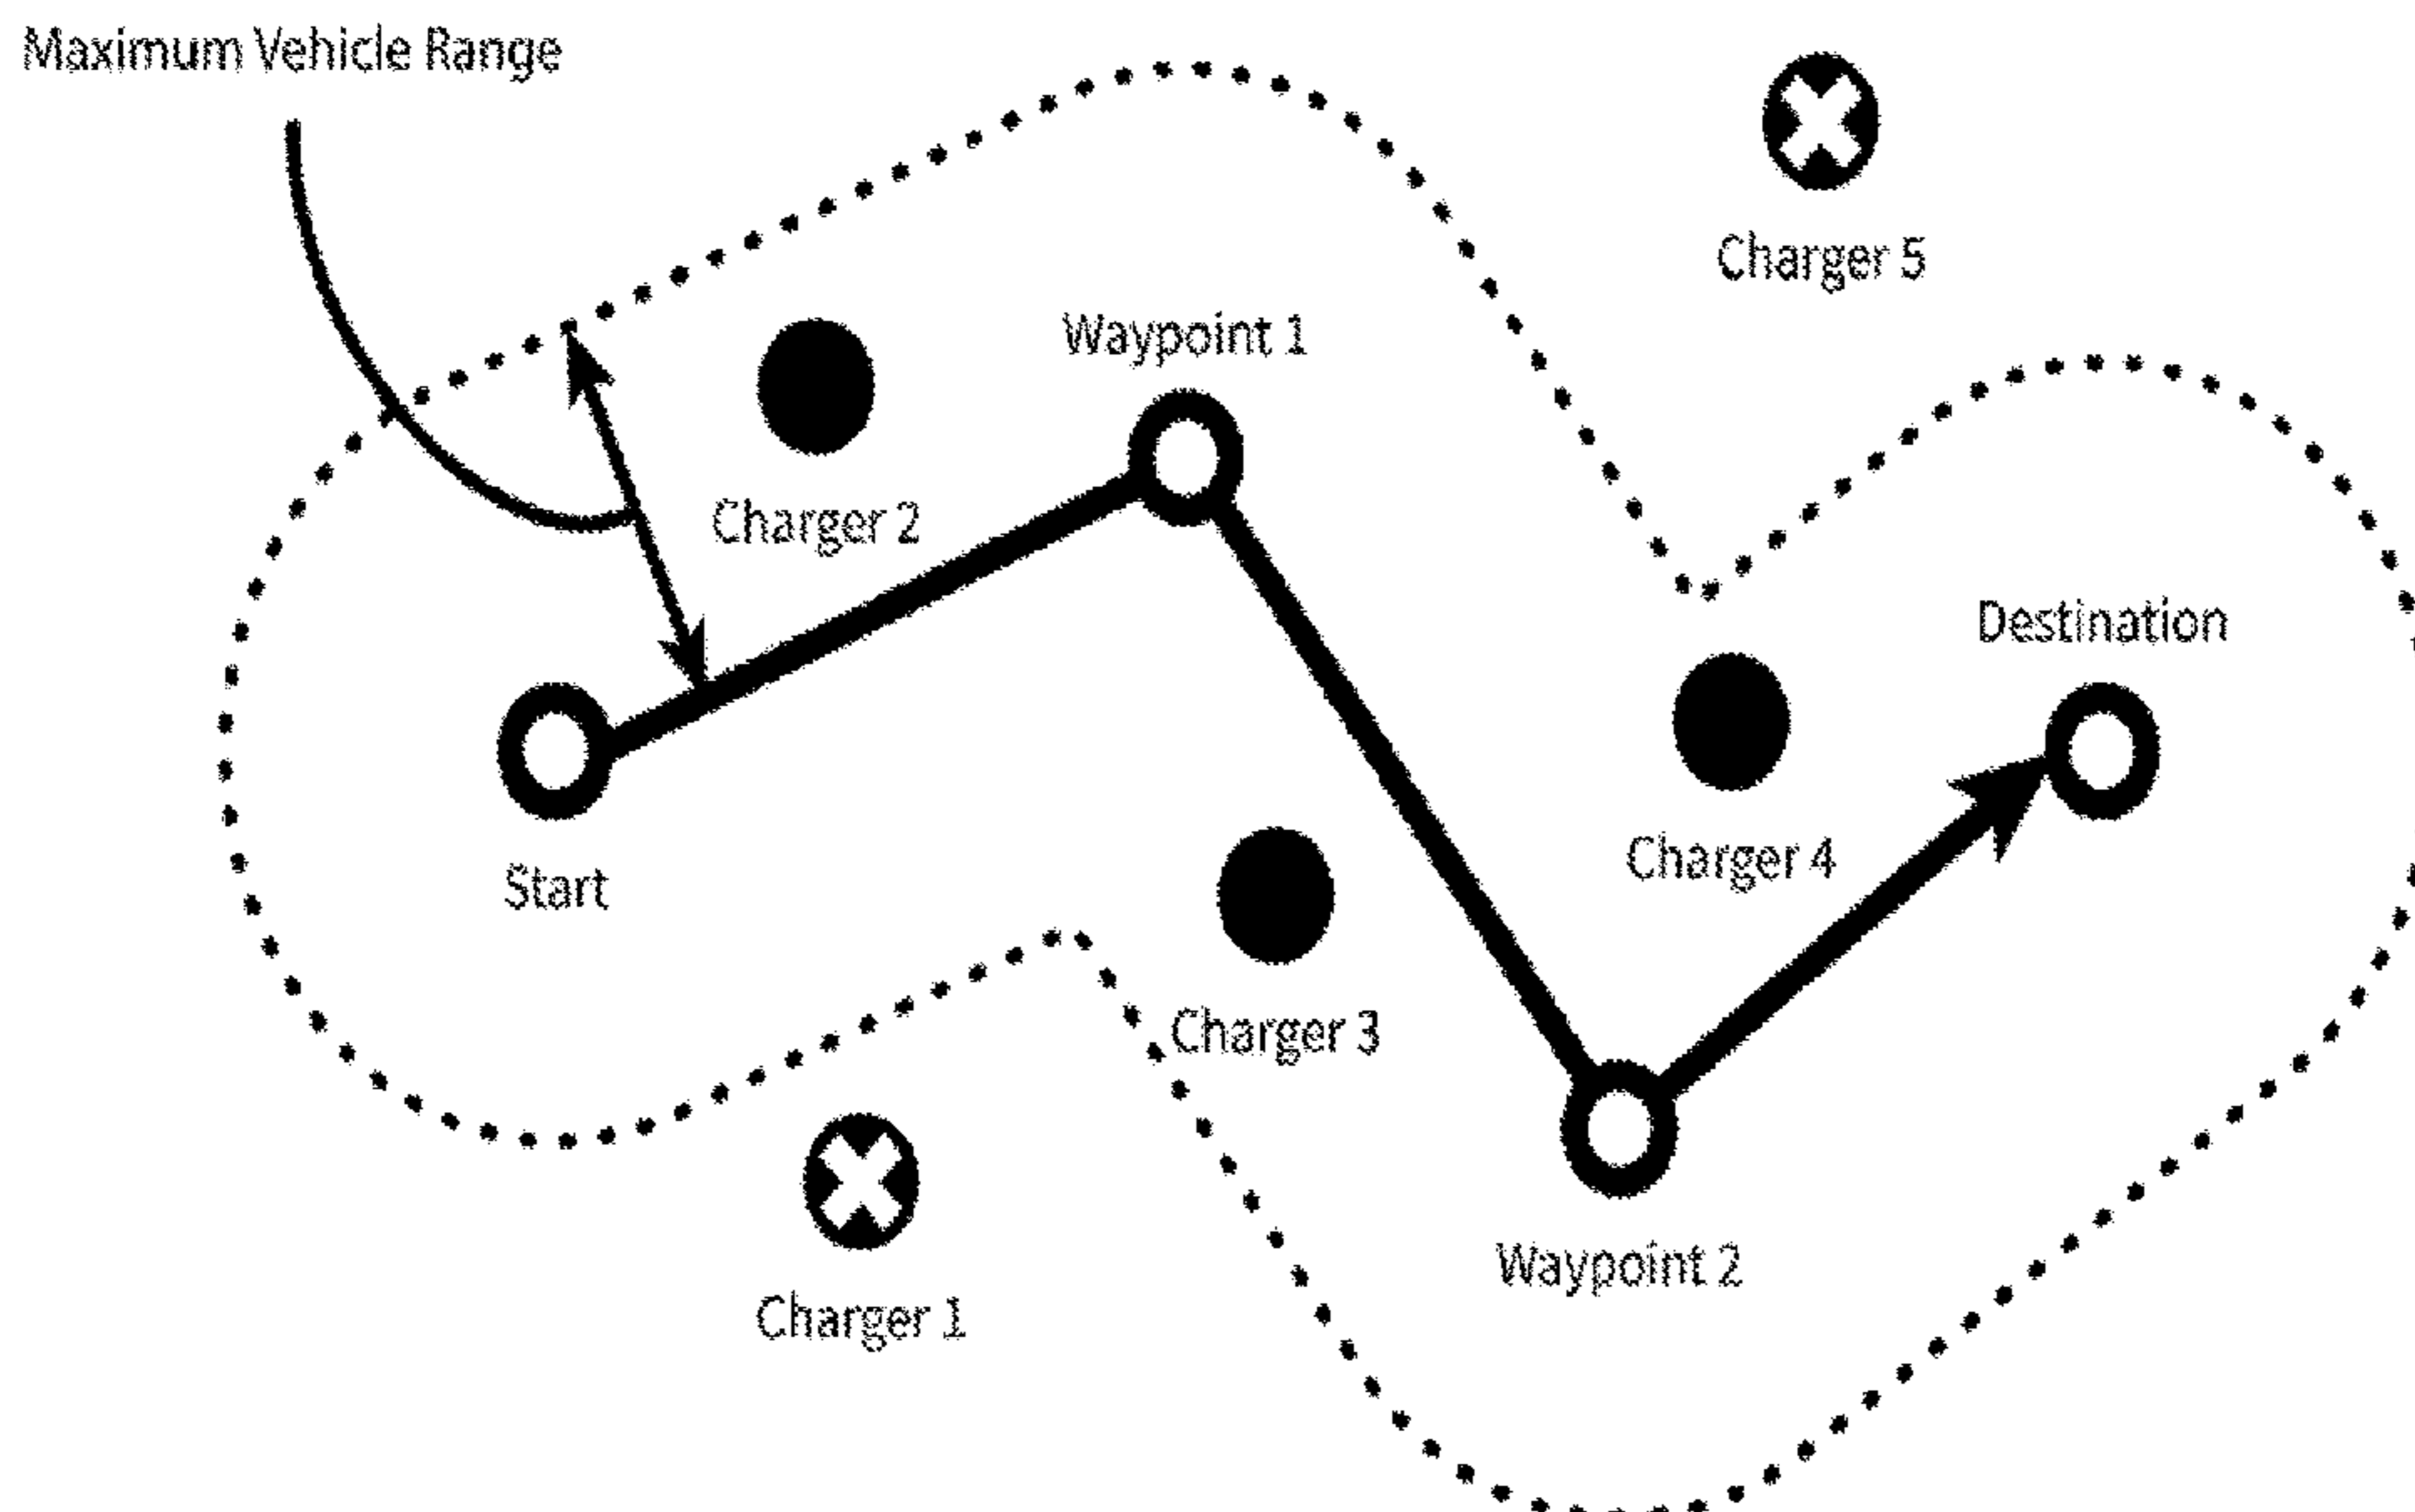 Maximum Vehicle Range
Charger 5
Waypoint 1
Charger 2
Destination
Charger 4
Start
Charger 3
Waypoint 2
Charger 1